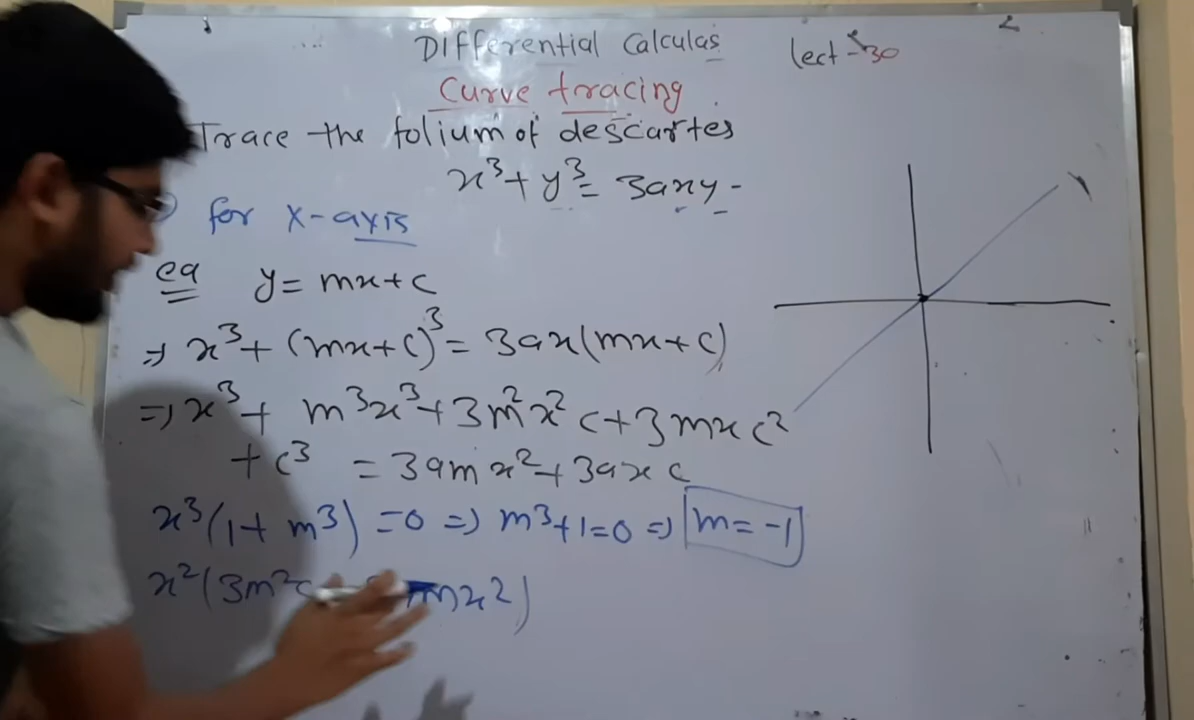 Differential Calculas
Lect-30
Curve tracing
Trace the folium of descartes
x³ + y³ = 3axy -
for x-axis
eq y = mx+c
⇒ x³ + (mx+c)³ = 3ax(mx+c)
⇒ x³ + m³x³ + 3m²x²c + 3mxc²
+ c³ = 3amx² + 3axc
x³(1+m³) = 0 ⇒ m³+1=0 ⇒ m = -1
x²(3m²c mx²)